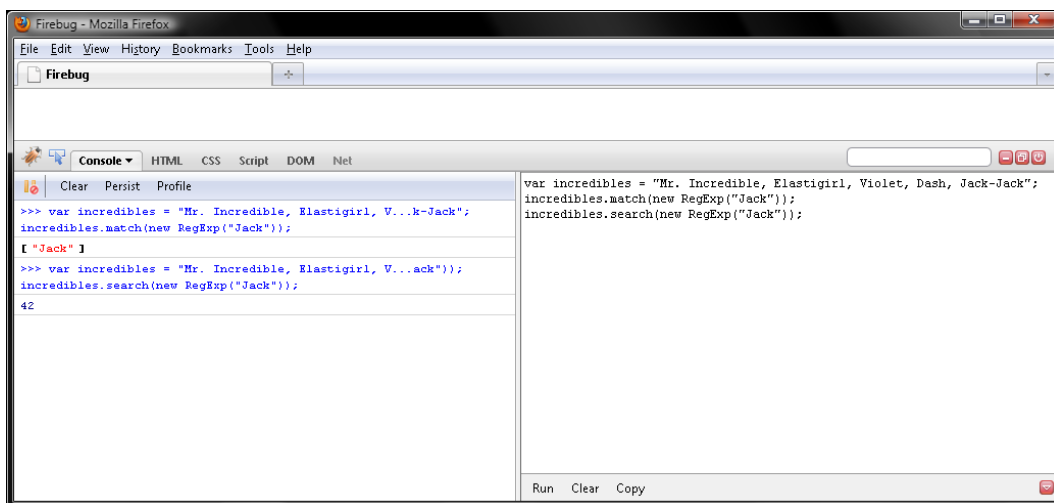 Firebug - Mozilla Firefox
File Edit View History Bookmarks Tools Help
Firebug
Console HTML CSS Script DOM Net
Clear Persist Profile
>>> var incredibles = "Mr. Incredible, Elastigirl, V...k-Jack";
incredibles.match(new RegExp("Jack"));
[ "Jack" ]
>>> var incredibles = "Mr. Incredible, Elastigirl, V...ack"));
incredibles.search(new RegExp("Jack"));
42
var incredibles = "Mr. Incredible, Elastigirl, Violet, Dash, Jack-Jack";
incredibles.match(new RegExp("Jack"));
incredibles.search(new RegExp("Jack"));
Run Clear Copy